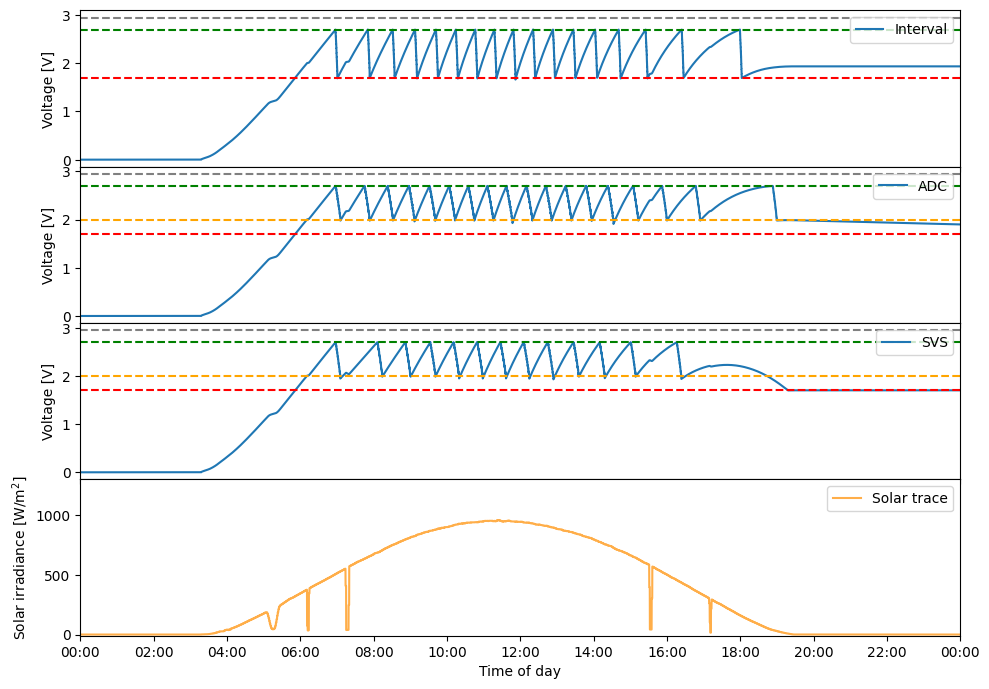 3
2
1
0
Voltage [V]
Interval
3
2
1
0
Voltage [V]
ADC
3
2
1
0
Voltage [V]
SVS
1000
500
0
Solar irradiance [W/m²]
Solar trace
00:00 02:00 04:00 06:00 08:00 10:00 12:00 14:00 16:00 18:00 20:00 22:00 00:00
Time of day